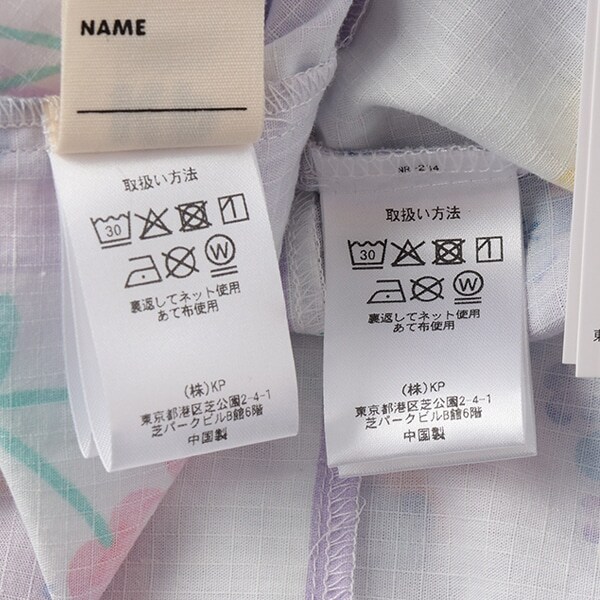 NAME
取扱い方法
30
W
裏返してネット使用
あて布使用
(株)KP
東京都港区芝公園2-4-1
芝パークビルB館6階
中国製
取扱い方法
30
W
裏返してネット使用
あて布使用
(株)KP
東京都港区芝公園2-4-1
芝パークビルB館6階
中国製